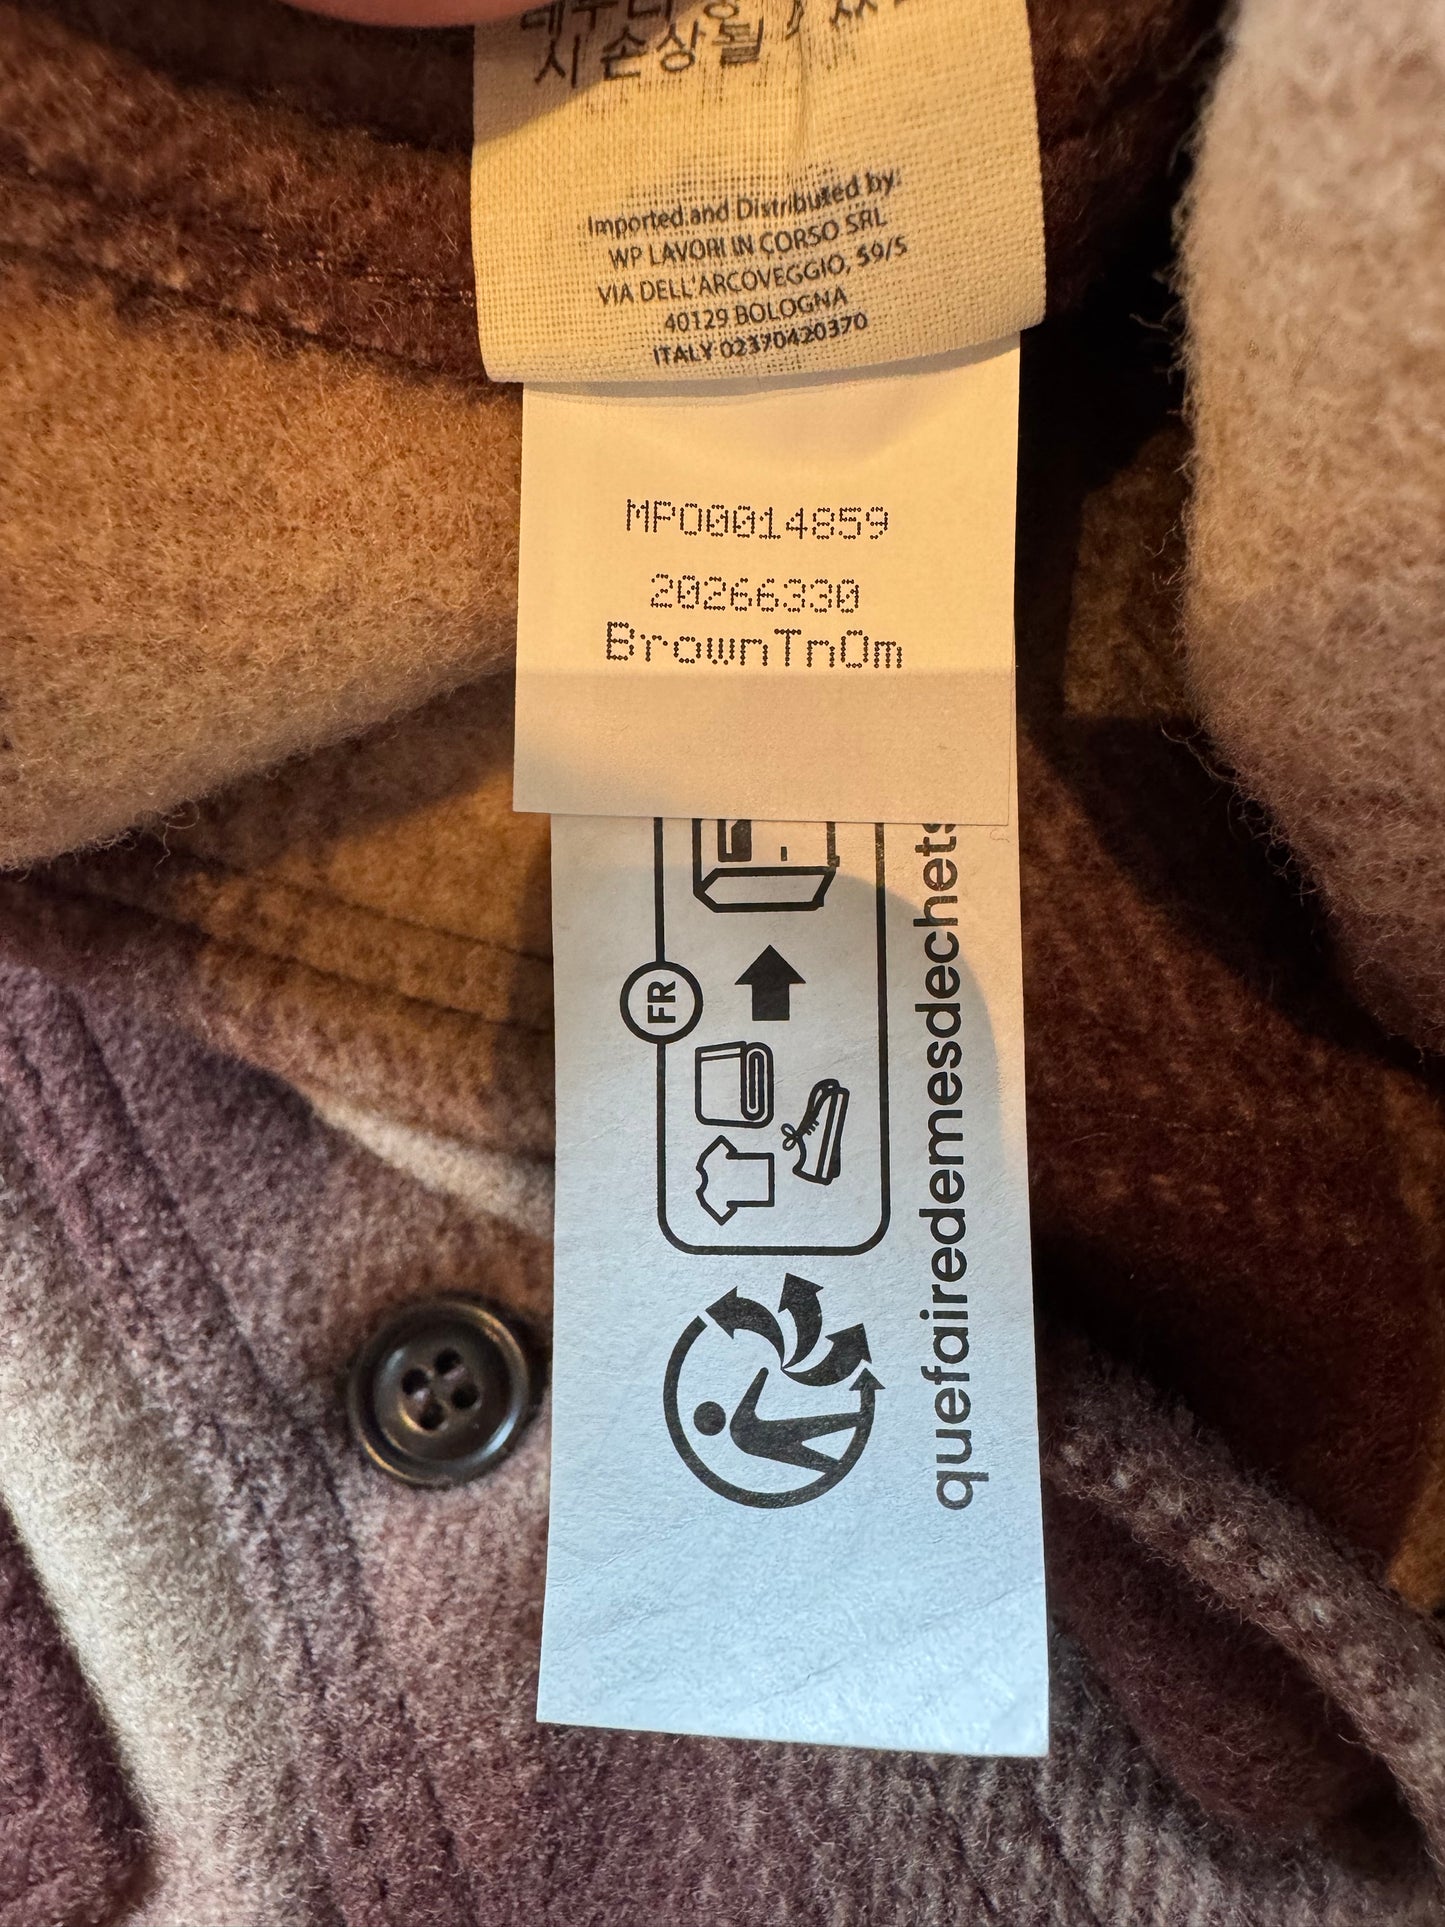 시 손상될
Imported and Distributed by:
WP LAVORI IN CORSO SRL
VIA DELL'ARCOVEGGIO, 59/5
40129 BOLOGNA
ITALY 02370420370
MPO0014859
20266330
BrownTnOm
FR
quefairedemesdechets